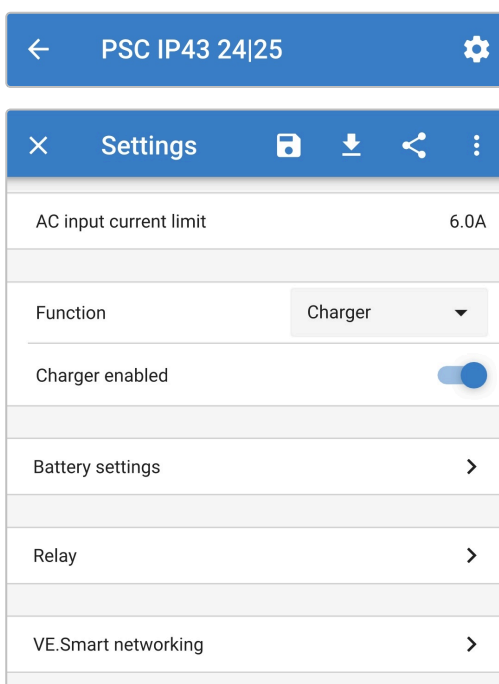 PSC IP43 24|25
Settings
AC input current limit 6.0A
Function Charger
Charger enabled
Battery settings
Relay
VE.Smart networking